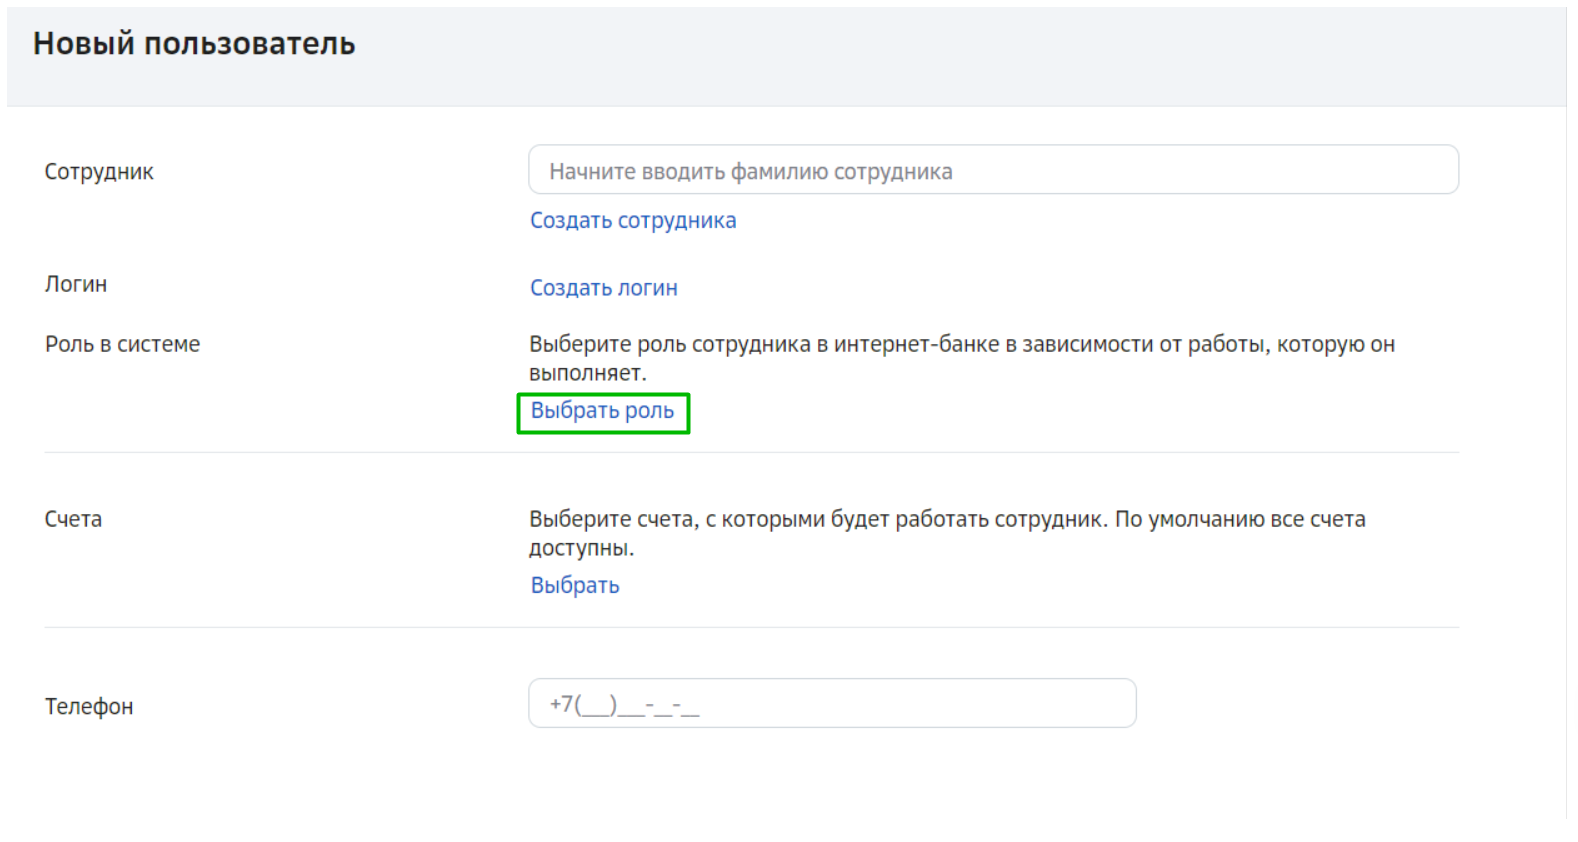 Новый пользователь
Сотрудник
Начните вводить фамилию сотрудника
Создать сотрудника
Логин
Создать логин
Роль в системе
Выберите роль сотрудника в интернет-банке в зависимости от работы, которую он
выполняет.
Выбрать роль
Счета
Выберите счета, с которыми будет работать сотрудник. По умолчанию все счета
доступны.
Выбрать
Телефон
+7(__)__-_-_